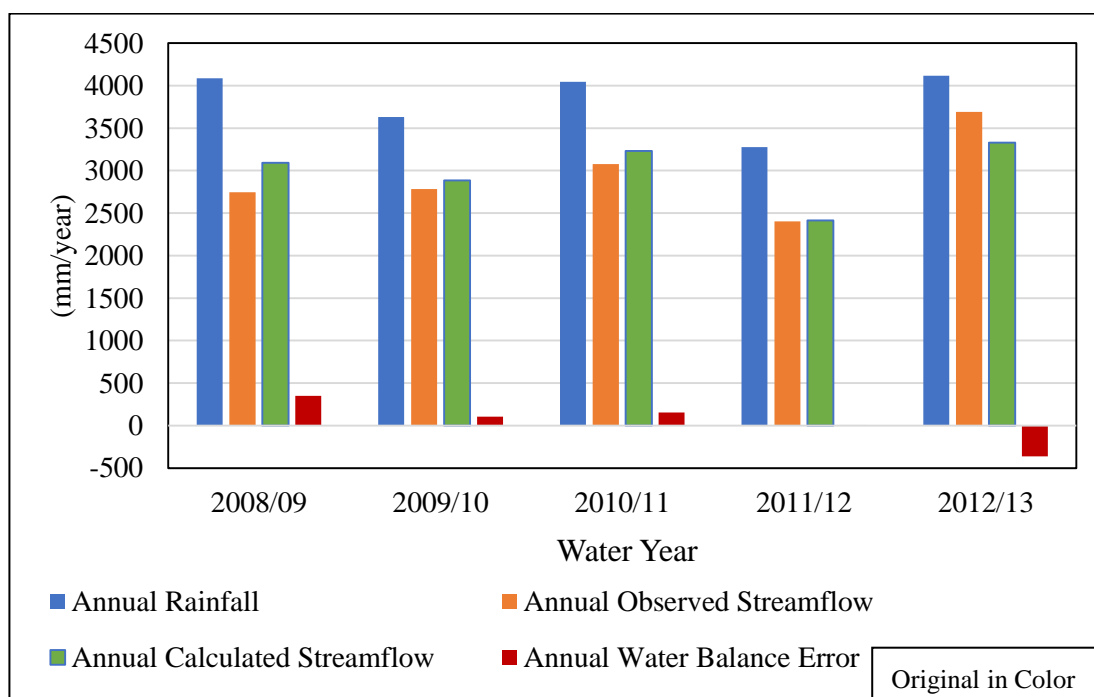 4500
4000
3500
3000
2500
2000
1500
1000
500
0
-500
(mm/year)
2008/09 2009/10 2010/11 2011/12 2012/13
Water Year
Annual Rainfall Annual Observed Streamflow
Annual Calculated Streamflow Annual Water Balance Error
Original in Color